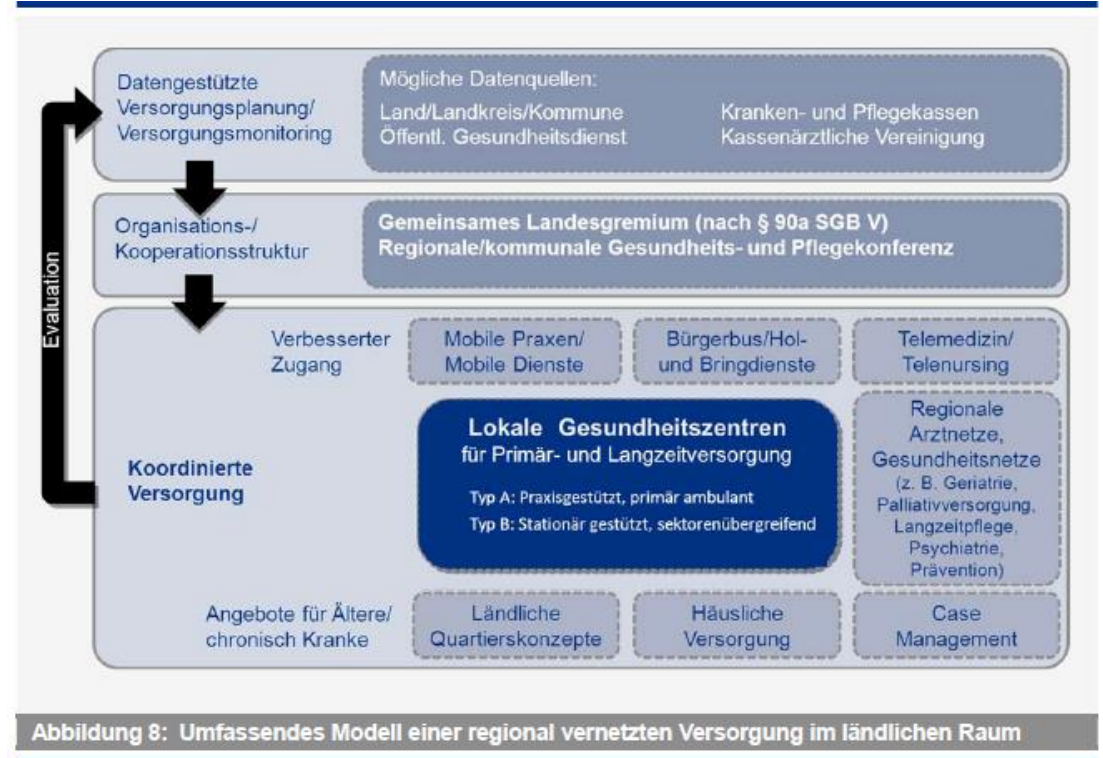 Datengestützte
Versorgungsplanung/
Versorgungsmonitoring
Mögliche Datenquellen:
Land/Landkreis/Kommune
Öffentl. Gesundheitsdienst
Kranken- und Pflegekassen
Kassenärztliche Vereinigung
Organisations-/
Kooperationsstruktur
Gemeinsames Landesgremium (nach § 90a SGB V)
Regionale/kommunale Gesundheits- und Pflegekonferenz
Evaluation
Verbesserter
Zugang
Mobile Praxen/
Mobile Dienste
Bürgerbus/Hol-
und Bringdienste
Telemedizin/
Telenursing
Koordinierte
Versorgung
Lokale Gesundheitszentren
für Primär- und Langzeitversorgung
Typ A: Praxisgestützt, primär ambulant
Typ B: Stationär gestützt, sektorenübergreifend
Regionale
Arztnetze,
Gesundheitsnetze
(z. B. Geriatrie,
Palliativversorgung,
Langzeitpflege,
Psychiatrie,
Prävention)
Angebote für Ältere/
chronisch Kranke
Ländliche
Quartierskonzepte
Häusliche
Versorgung
Case
Management
Abbildung 8: Umfassendes Modell einer regional vernetzten Versorgung im ländlichen Raum